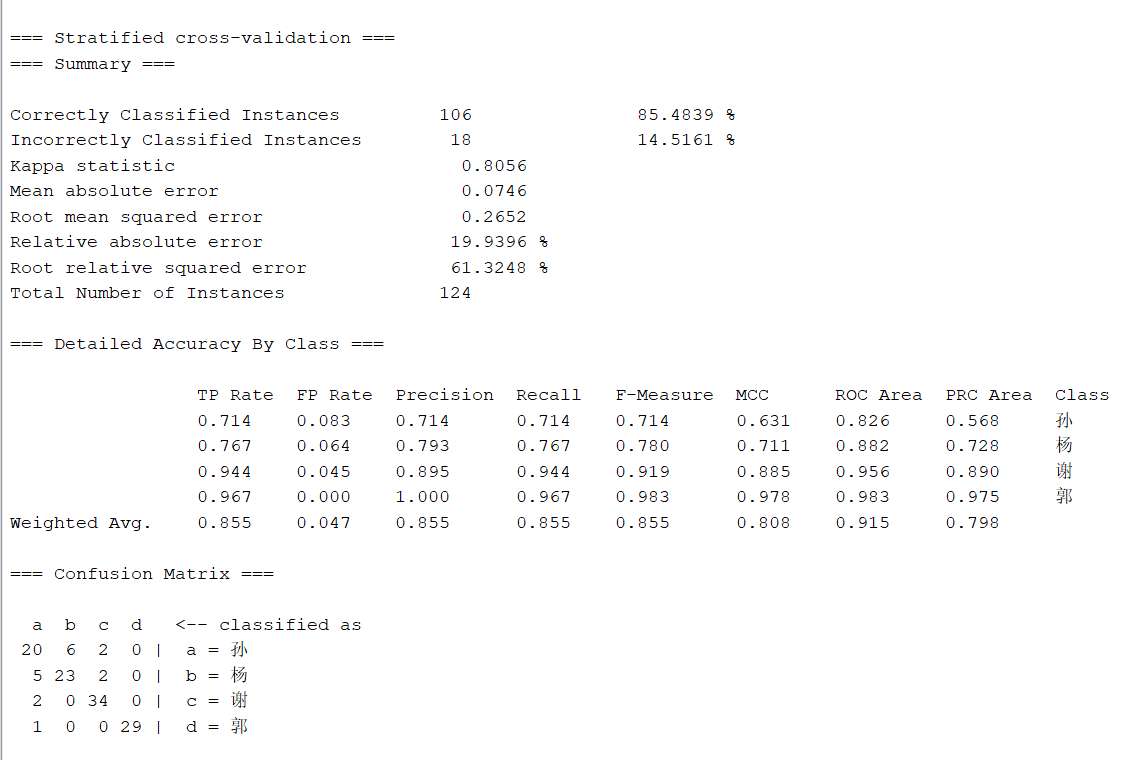 === Stratified cross-validation ===
=== Summary ===
Correctly Classified Instances 106 85.4839 %
Incorrectly Classified Instances 18 14.5161 %
Kappa statistic 0.8056
Mean absolute error 0.0746
Root mean squared error 0.2652
Relative absolute error 19.9396 %
Root relative squared error 61.3248 %
Total Number of Instances 124
=== Detailed Accuracy By Class ===
TP Rate FP Rate Precision Recall F-Measure MCC ROC Area PRC Area Class
0.714 0.083 0.714 0.714 0.714 0.631 0.826 0.568 孙
0.767 0.064 0.793 0.767 0.780 0.711 0.882 0.728 杨
0.944 0.045 0.895 0.944 0.919 0.885 0.956 0.890 谢
0.967 0.000 1.000 0.967 0.983 0.978 0.983 0.975 郭
Weighted Avg. 0.855 0.047 0.855 0.855 0.855 0.808 0.915 0.798
=== Confusion Matrix ===
a b c d <-- classified as
20 6 2 0 | a = 孙
5 23 2 0 | b = 杨
2 0 34 0 | c = 谢
1 0 0 29 | d = 郭